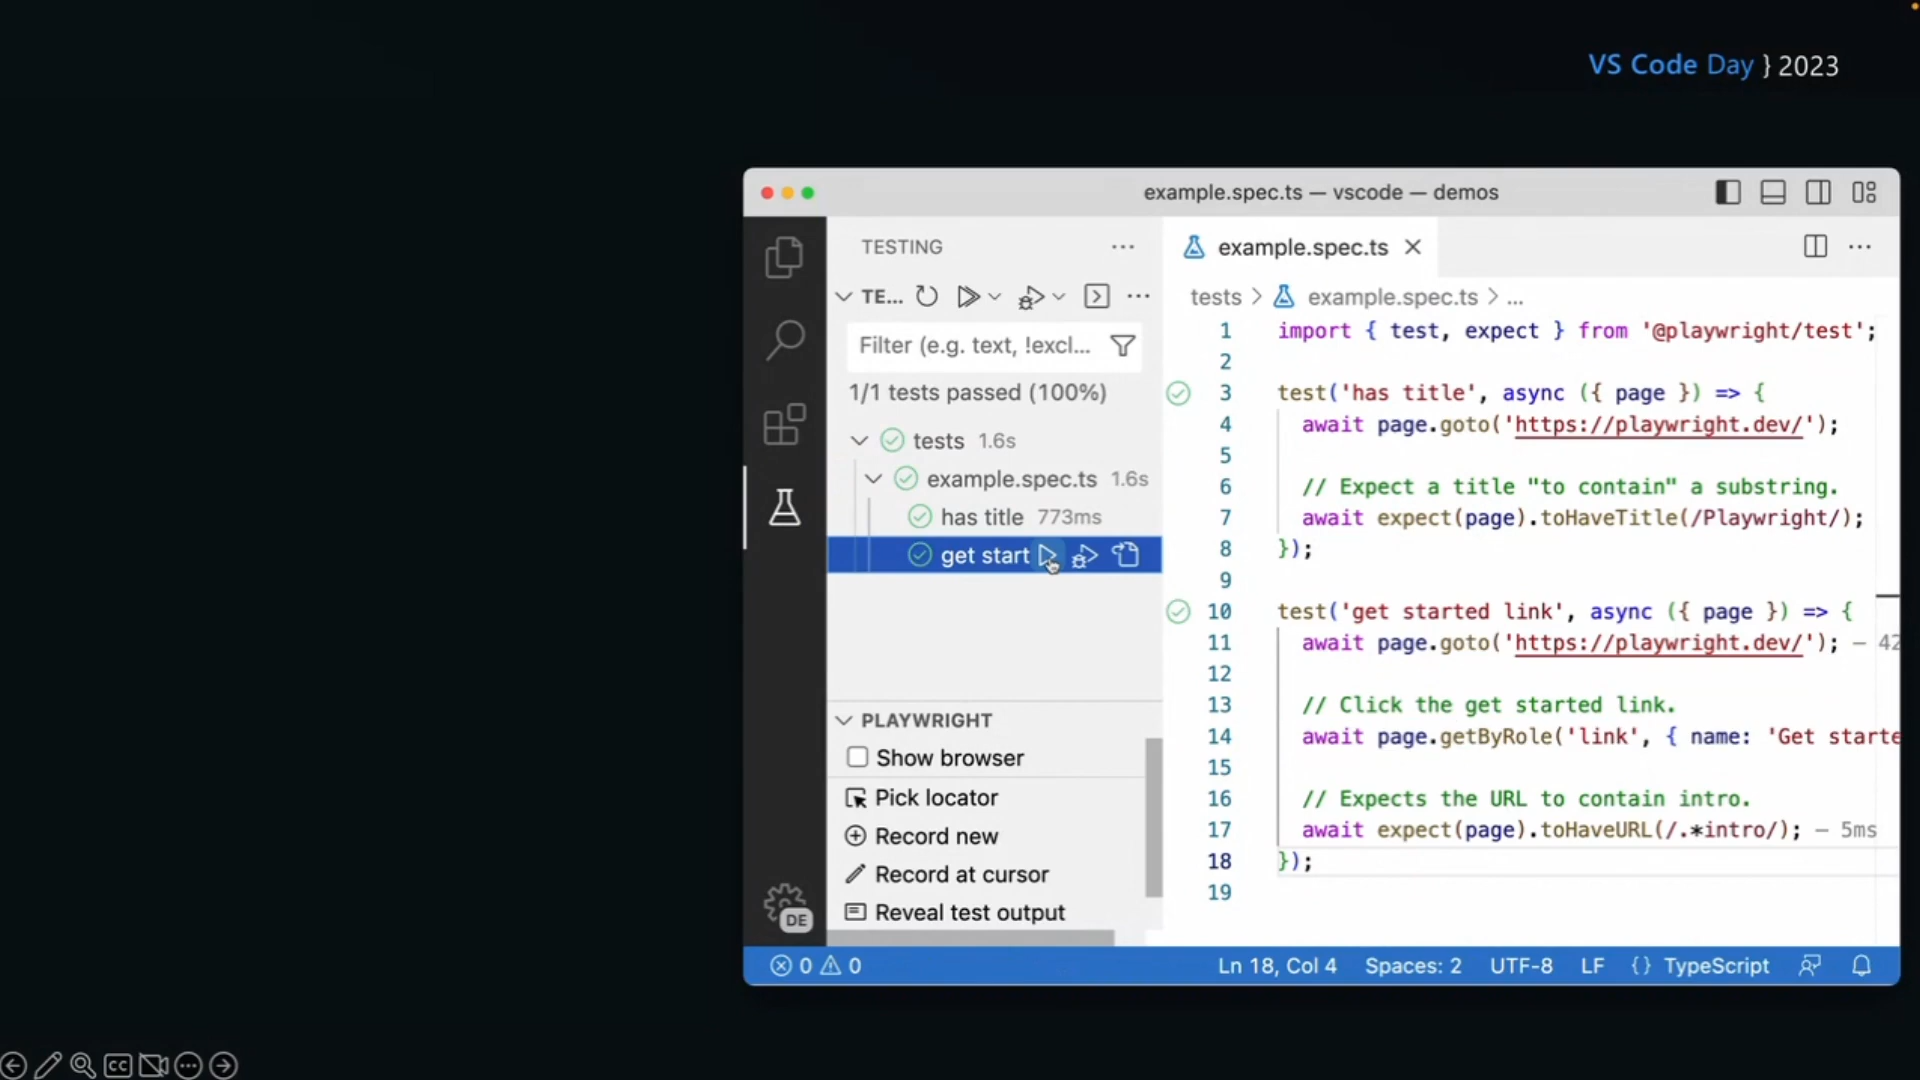 VS Code Day } 2023
example.spec.ts — vscode — demos
TESTING
TE...
Filter (e.g. text, !excl...
1/1 tests passed (100%)
tests 1.6s
example.spec.ts 1.6s
has title 773ms
get start
PLAYWRIGHT
Show browser
Pick locator
Record new
Record at cursor
Reveal test output
DE
example.spec.ts
tests > example.spec.ts > ...
1 import { test, expect } from '@playwright/test';
2
3 test('has title', async ({ page }) => {
4 await page.goto('https://playwright.dev/');
5
6 // Expect a title "to contain" a substring.
7 await expect(page).toHaveTitle(/Playwright/);
8 });
9
10 test('get started link', async ({ page }) => {
11 await page.goto('https://playwright.dev/'); — 42
12
13 // Click the get started link.
14 await page.getByRole('link', { name: 'Get starte
15
16 // Expects the URL to contain intro.
17 await expect(page).toHaveURL(/.*intro/); — 5ms
18 });
19
0 0
Ln 18, Col 4 Spaces: 2 UTF-8 LF {} TypeScript
CC